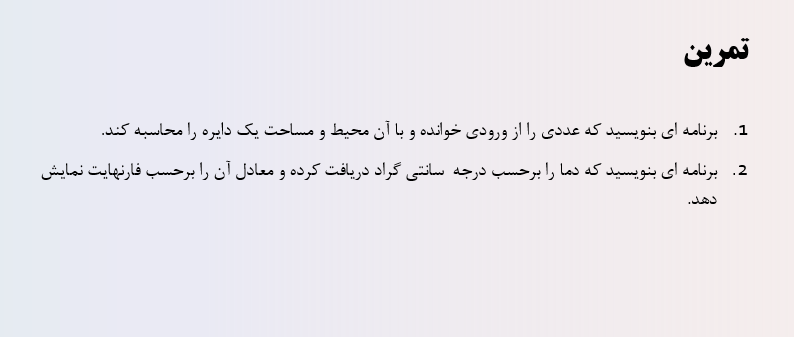 تمرین
1. برنامه ای بنویسید که عددی را از ورودی خوانده و با آن محیط و مساحت یک دایره را محاسبه کند.
2. برنامه ای بنویسید که دما را برحسب درجه سانتی گراد دریافت کرده و معادل آن را برحسب فارنهایت نمایش
دهد.